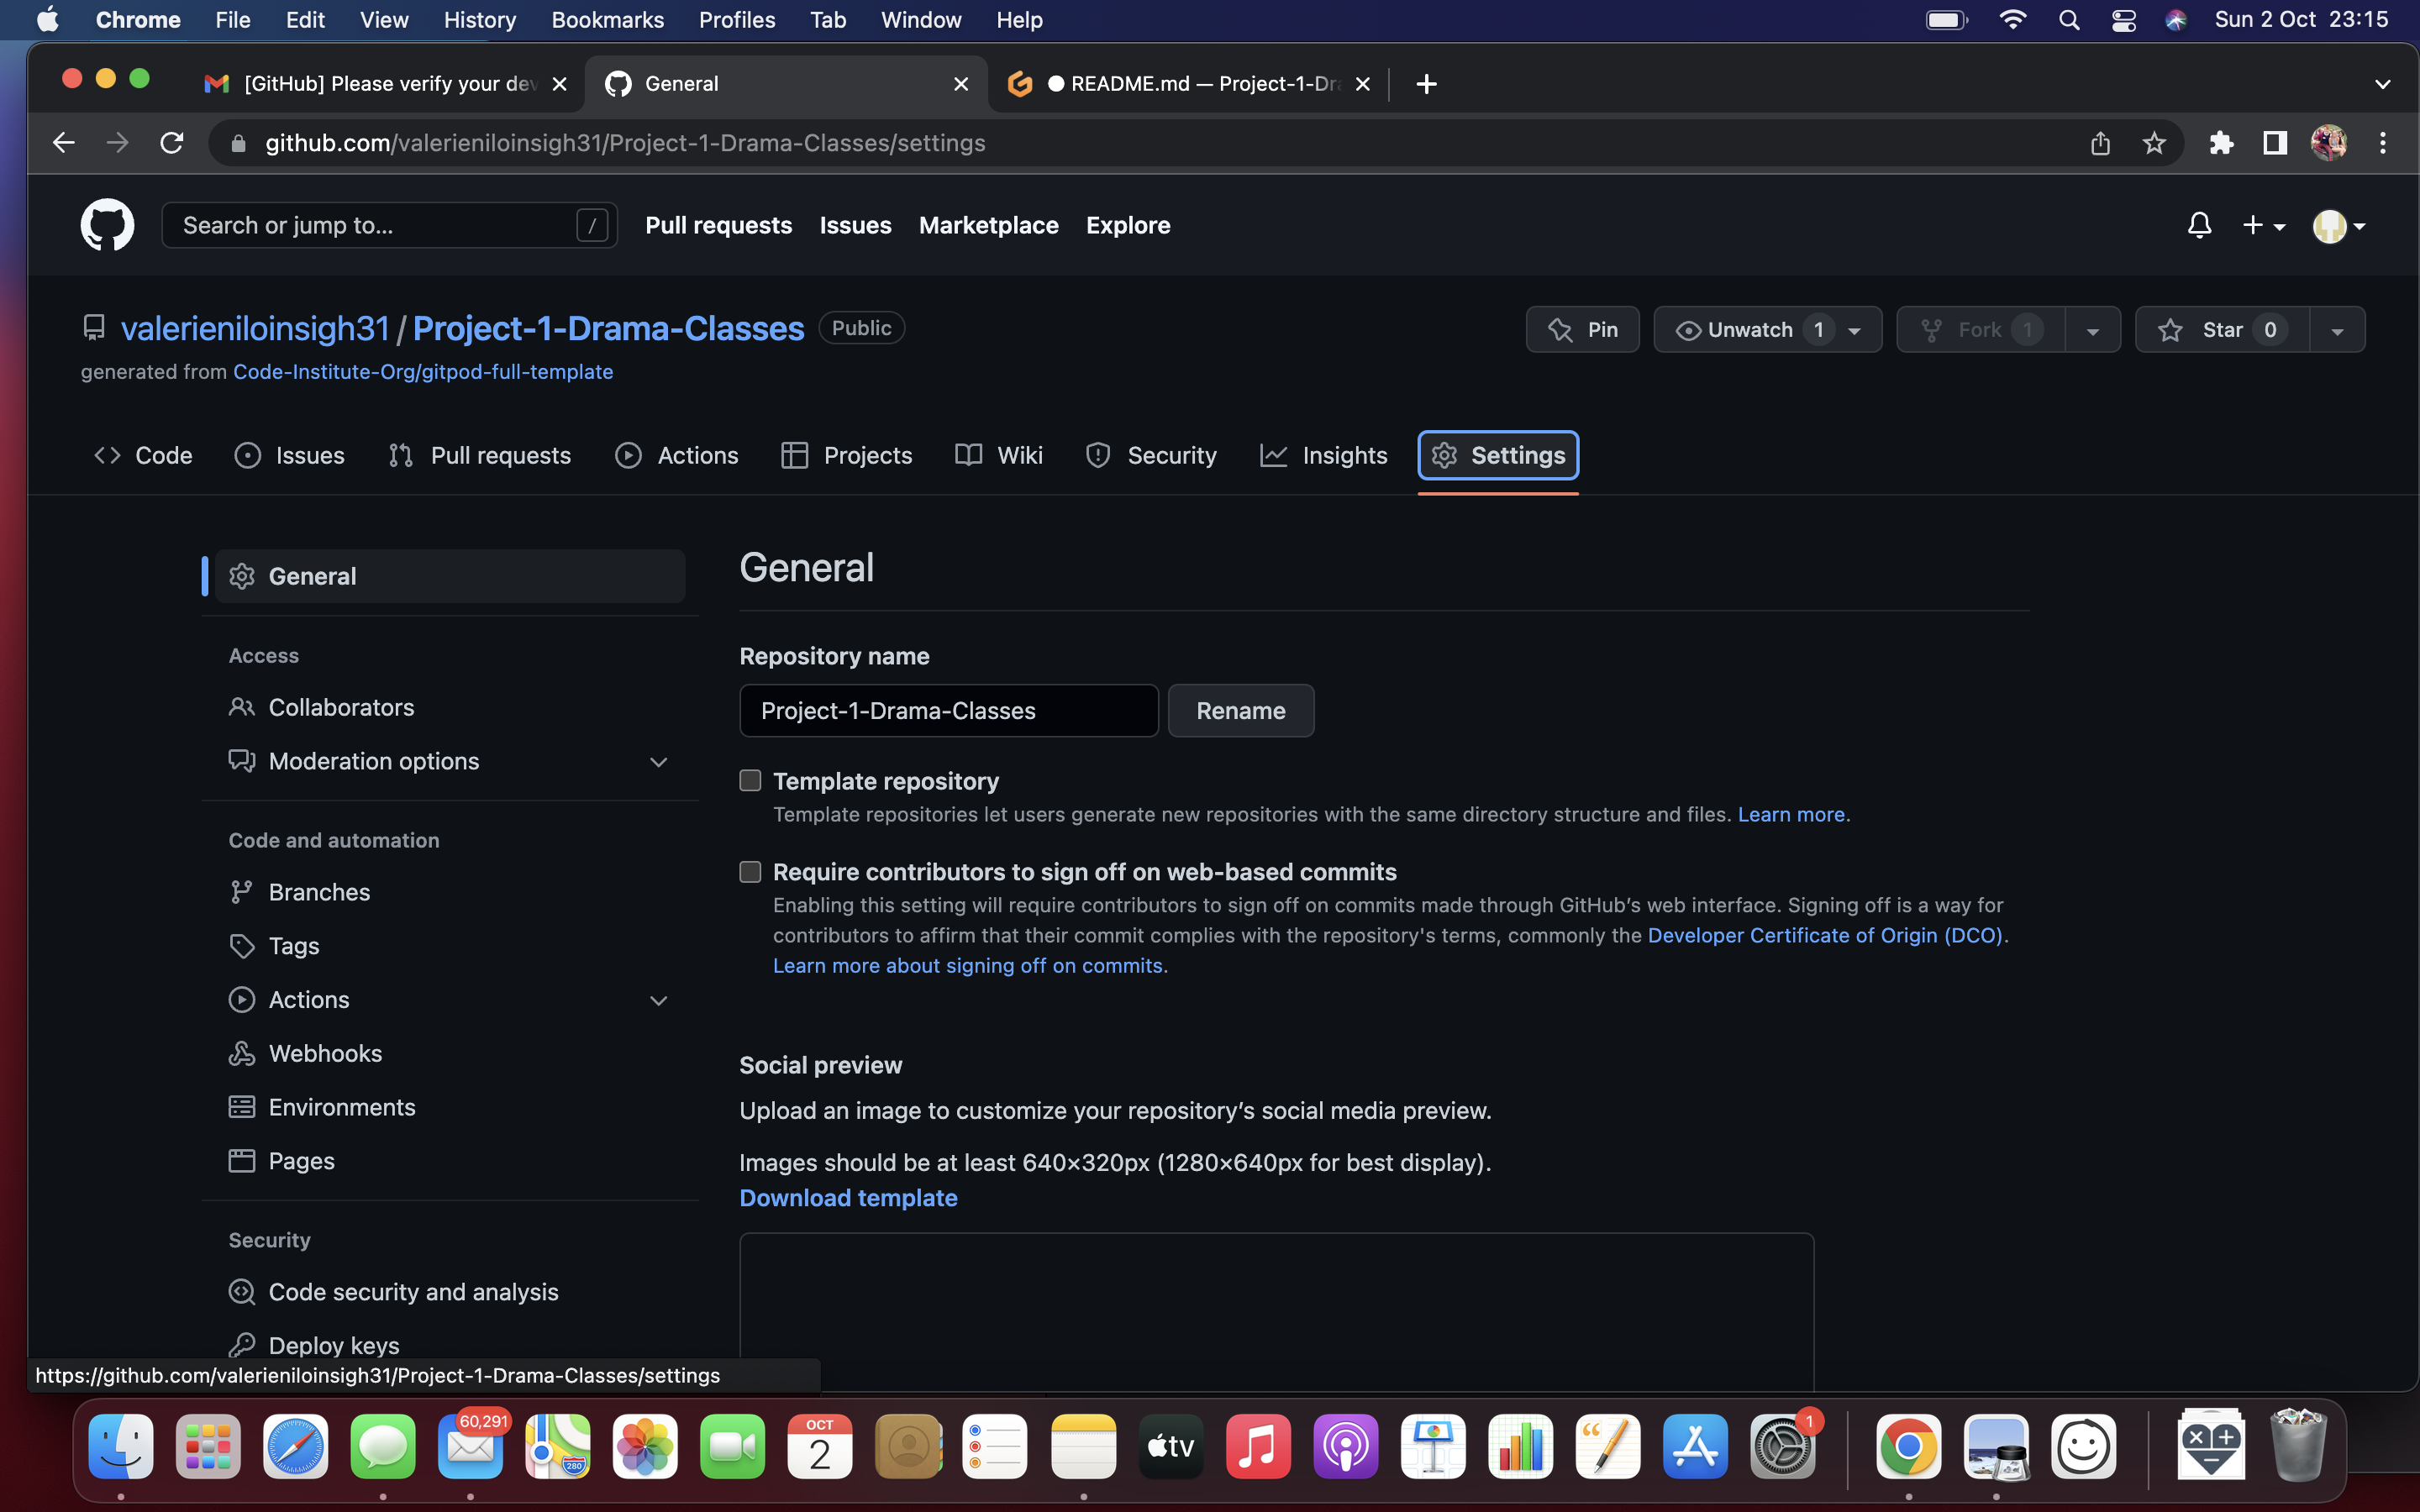 Chrome File Edit View History Bookmarks Profiles Tab Window Help Sun 2 Oct 23:15
[GitHub] Please verify your dev General README.md — Project-1-Dra
github.com/valerieniloinsigh31/Project-1-Drama-Classes/settings
Search or jump to... / Pull requests Issues Marketplace Explore
valerieniloinsigh31 / Project-1-Drama-Classes Public Pin Unwatch 1 Fork 1 Star 0
generated from Code-Institute-Org/gitpod-full-template
Code Issues Pull requests Actions Projects Wiki Security Insights Settings
General
Access
Collaborators
Moderation options
Code and automation
Branches
Tags
Actions
Webhooks
Environments
Pages
Security
Code security and analysis
Deploy keys
General
Repository name
Project-1-Drama-Classes Rename
Template repository
Template repositories let users generate new repositories with the same directory structure and files. Learn more.
Require contributors to sign off on web-based commits
Enabling this setting will require contributors to sign off on commits made through GitHub’s web interface. Signing off is a way for
contributors to affirm that their commit complies with the repository's terms, commonly the Developer Certificate of Origin (DCO).
Learn more about signing off on commits.
Social preview
Upload an image to customize your repository’s social media preview.
Images should be at least 640×320px (1280×640px for best display).
Download template
https://github.com/valerieniloinsigh31/Project-1-Drama-Classes/settings
60,291
280
OCT
2
tv
1